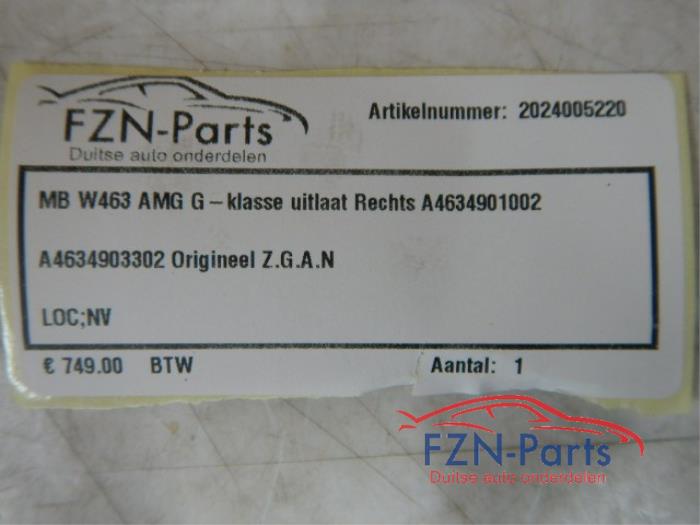 FZN-Parts
Duitse auto onderdelen
Artikelnummer: 2024005220
MB W463 AMG G-klasse uitlaat Rechts A4634901002
A4634903302 Origineel Z.G.A.N
LOC;NV
€ 749.00 BTW
Aantal: 1
FZN-Parts
Duitse auto onderdelen